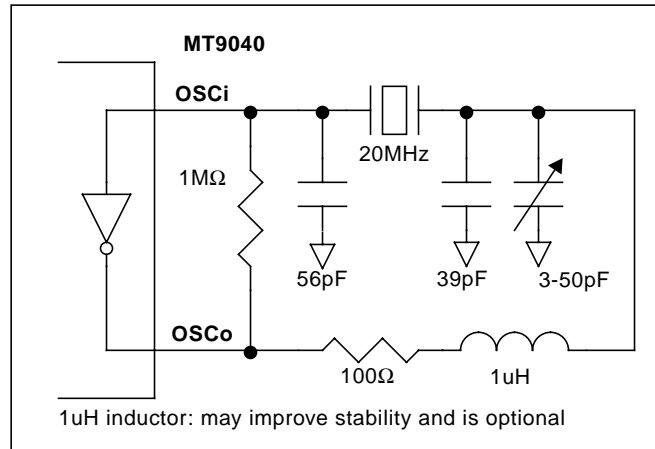 MT9040
OSCi
20MHz
1MΩ
56pF
39pF
3-50pF
OSCo
100Ω
1uH
1uH inductor: may improve stability and is optional